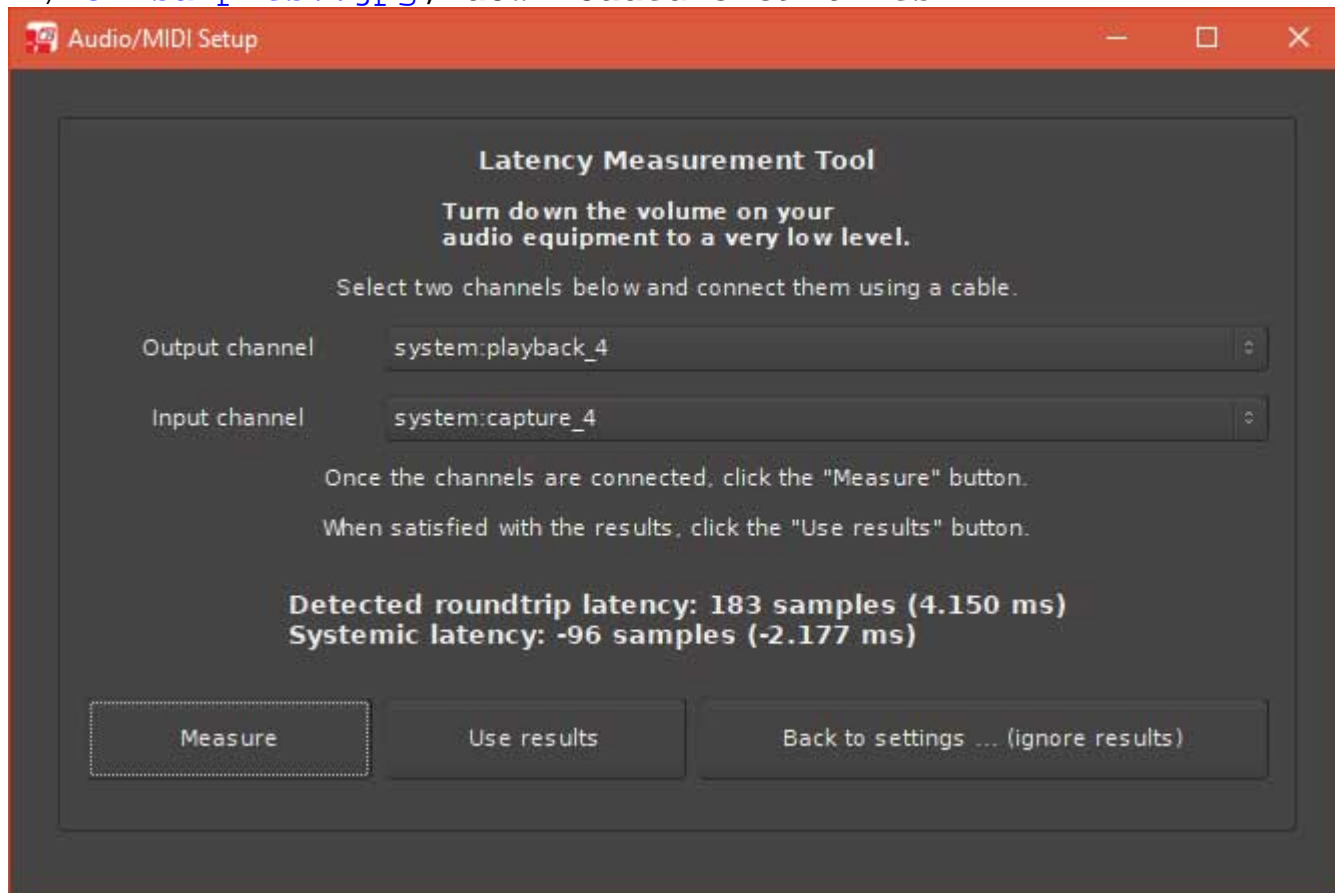 Audio/MIDI Setup
Latency Measurement Tool
Turn down the volume on your
audio equipment to a very low level.
Select two channels below and connect them using a cable.
Output channel system:playback_4
Input channel system:capture_4
Once the channels are connected, click the "Measure" button.
When satisfied with the results, click the "Use results" button.
Detected roundtrip latency: 183 samples (4.150 ms)
Systemic latency: -96 samples (-2.177 ms)
Measure Use results Back to settings ... (ignore results)